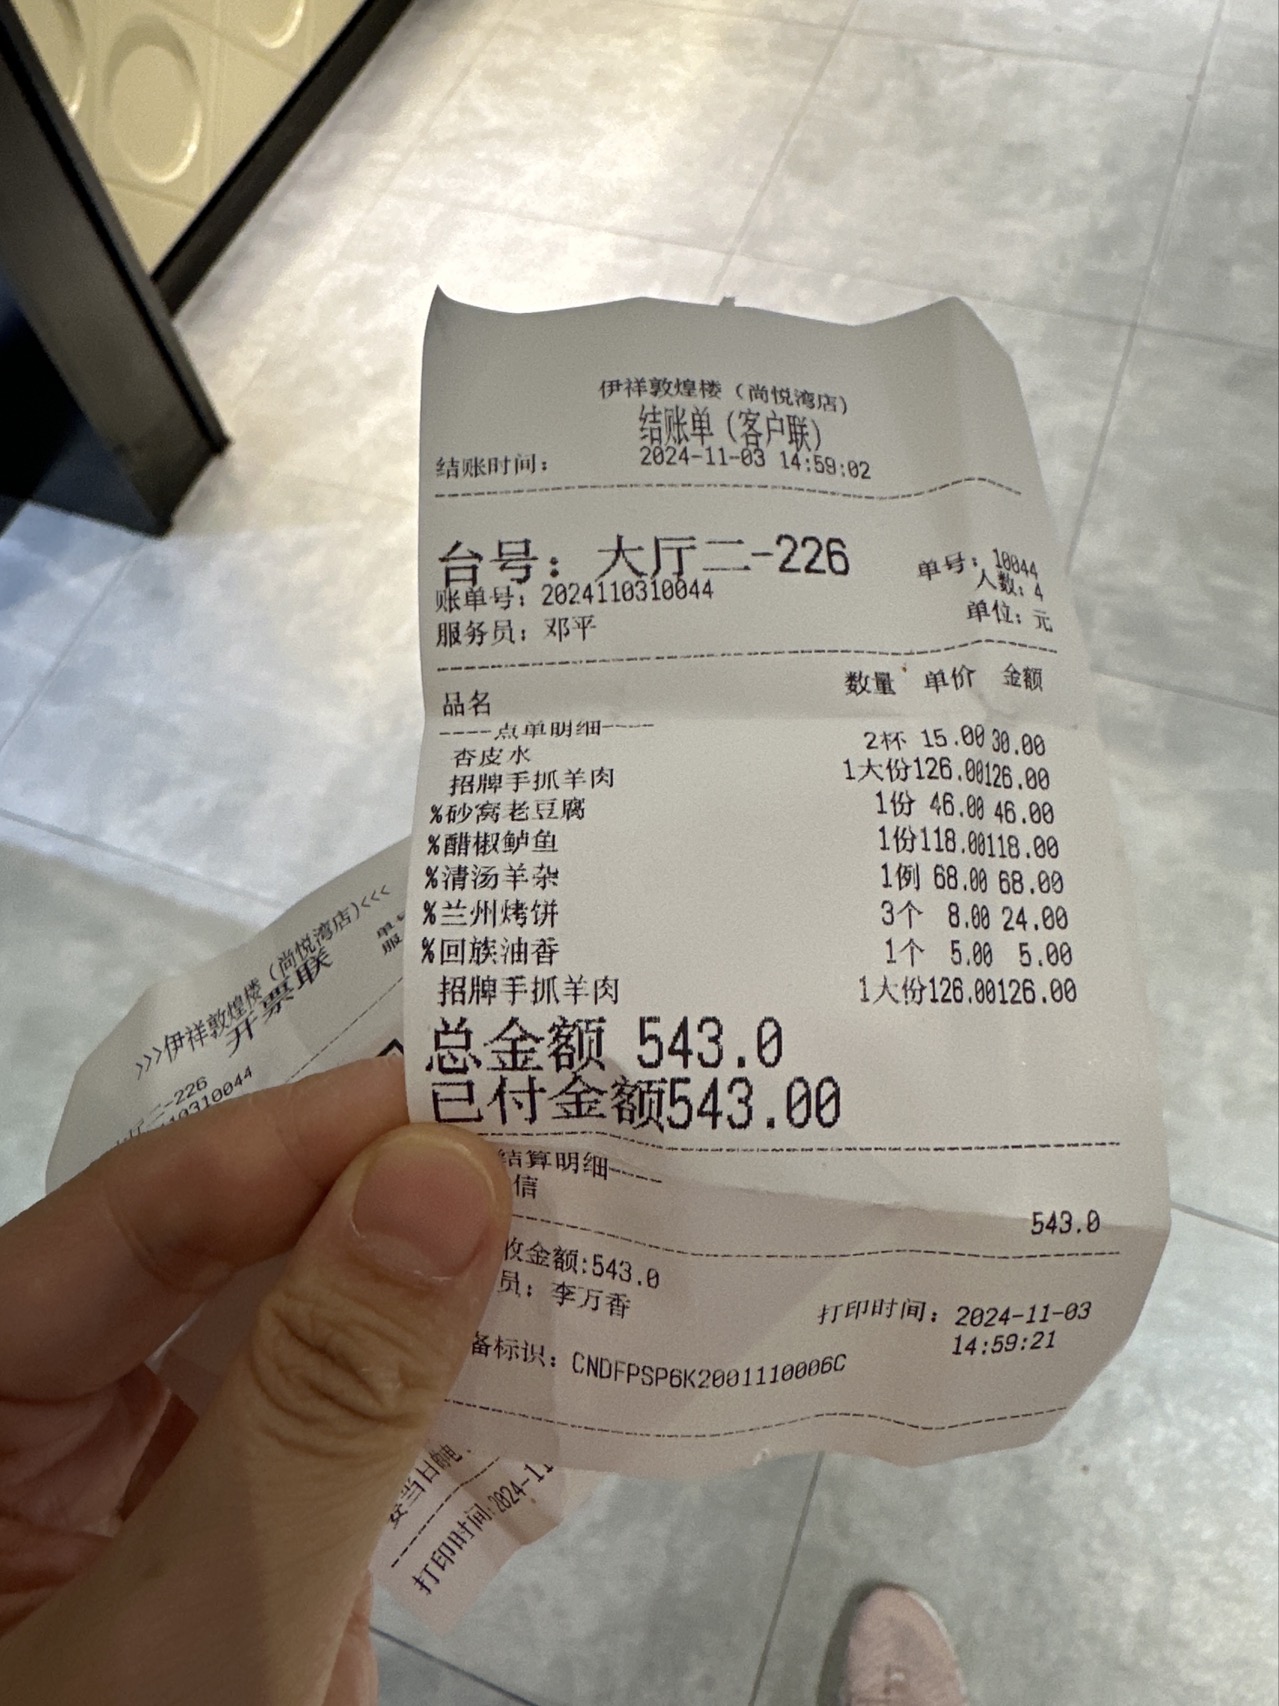 伊祥敦煌楼（尚悦湾店）
结账单（客户联）
结账时间： 2024-11-03 14:59:02
台号：大厅二-226 单号：10044
人数：4
账单号：2024110310044
单位：元
服务员：邓平
品名 数量 单价 金额
----点单明细----
杏皮水 2杯 15.00 30.00
招牌手抓羊肉 1大份 126.00 126.00
%砂窝老豆腐 1份 46.00 46.00
%醋椒鲈鱼 1份 118.00 118.00
%清汤羊杂 1例 68.00 68.00
%兰州烤饼 3个 8.00 24.00
%回族油香 1个 5.00 5.00
招牌手抓羊肉 1大份 126.00 126.00
总金额 543.0
已付金额543.00
结算明细----
信 543.0
收金额:543.0
员：李万香
打印时间：2024-11-03
14:59:21
备标识：CNDFPSP6K2001110006C
>>>伊祥敦煌楼（尚悦湾店）<<<
开票联
-226
10310044
当日
打印时间:2024-11